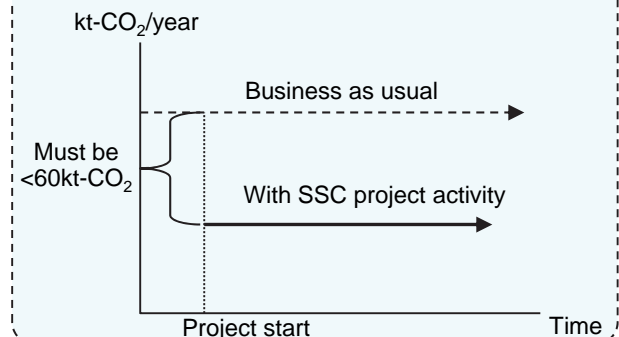 kt-CO₂/year
Business as usual
Must be
<60kt-CO₂
With SSC project activity
Project start
Time